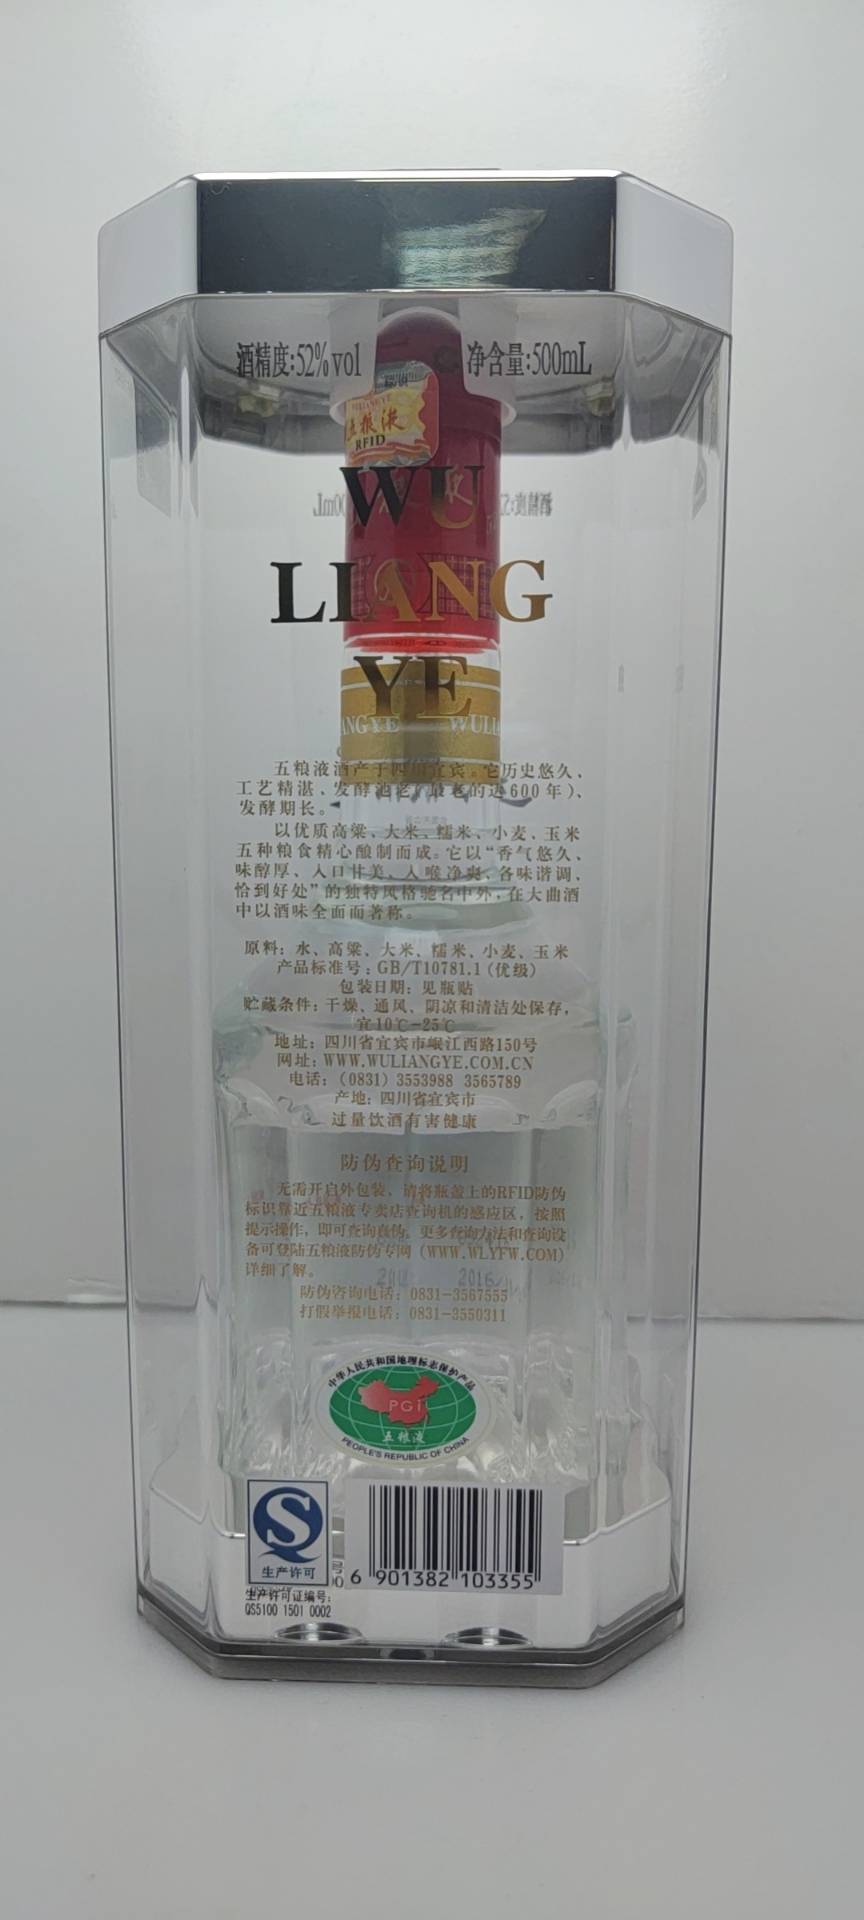 酒精度:52%vol 净含量:500mL
五粮液
RFID
WU
LIANG
YE
ANGYE WULI
五粮液酒产于四川宜宾。它历史悠久、
工艺精湛、发酵池老(最老的达600年)、
发酵期长。
以优质高粱、大米、糯米、小麦、玉米
五种粮食精心酿制而成。它以“香气悠久、
味醇厚、入口甘美、入喉净爽、各味谐调、
恰到好处”的独特风格驰名中外,在大曲酒
中以酒味全面而著称。
原料: 水、高粱、大米、糯米、小麦、玉米
产品标准号: GB/T10781.1 (优级)
包装日期: 见瓶贴
贮藏条件: 干燥、通风、阴凉和清洁处保存,
宜10℃-25℃
地址: 四川省宜宾市岷江西路150号
网址: WWW.WULIANGYE.COM.CN
电话: (0831) 3553988 3565789
产地: 四川省宜宾市
过量饮酒有害健康
防伪查询说明
无需开启外包装, 请将瓶盖上的RFID防伪
标识靠近五粮液专卖店查询机的感应区, 按照
提示操作, 即可查询真伪。更多查询方法和查询设
备可登陆五粮液防伪专网 (WWW.WLYFW.COM)
详细了解。
2016
防伪咨询电话: 0831-3567555
打假举报电话: 0831-3550311
中华人民共和国地理标志保护产品
PGI
五粮液
PEOPLE'S REPUBLIC OF CHINA
生产许可
6 901382 103355
生产许可证编号:
QS5100 1501 0002